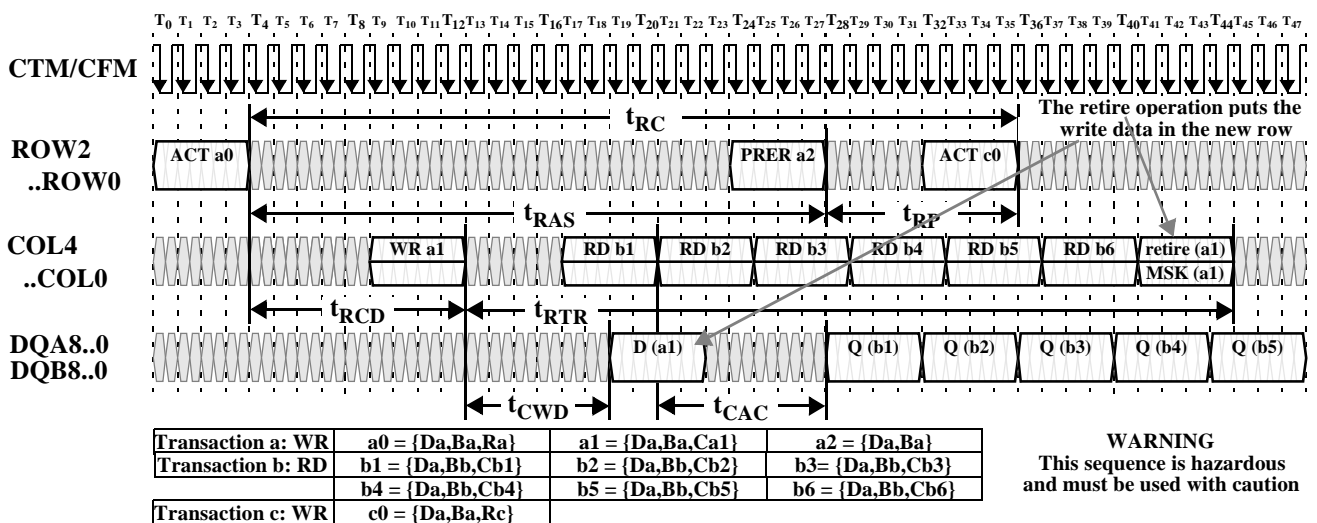 T0 T1 T2 T3 T4 T5 T6 T7 T8 T9 T10 T11 T12 T13 T14 T15 T16 T17 T18 T19 T20 T21 T22 T23 T24 T25 T26 T27 T28 T29 T30 T31 T32 T33 T34 T35 T36 T37 T38 T39 T40 T41 T42 T43 T44 T45 T46 T47
CTM/CFM
The retire operation puts the
write data in the new row
tRC
ROW2
..ROW0
ACT a0 PRER a2 ACT c0
tRAS tRP
COL4
..COL0
WR a1 RD b1 RD b2 RD b3 RD b4 RD b5 RD b6 retire (a1)
MSK (a1)
tRCD tRTR
DQA8..0
DQB8..0
D (a1) Q (b1) Q (b2) Q (b3) Q (b4) Q (b5)
tCWD tCAC
Transaction a: WR a0 = {Da,Ba,Ra} a1 = {Da,Ba,Ca1} a2 = {Da,Ba}
Transaction b: RD b1 = {Da,Bb,Cb1} b2 = {Da,Bb,Cb2} b3= {Da,Bb,Cb3}
b4 = {Da,Bb,Cb4} b5 = {Da,Bb,Cb5} b6 = {Da,Bb,Cb6}
Transaction c: WR c0 = {Da,Ba,Rc}
WARNING
This sequence is hazardous
and must be used with caution